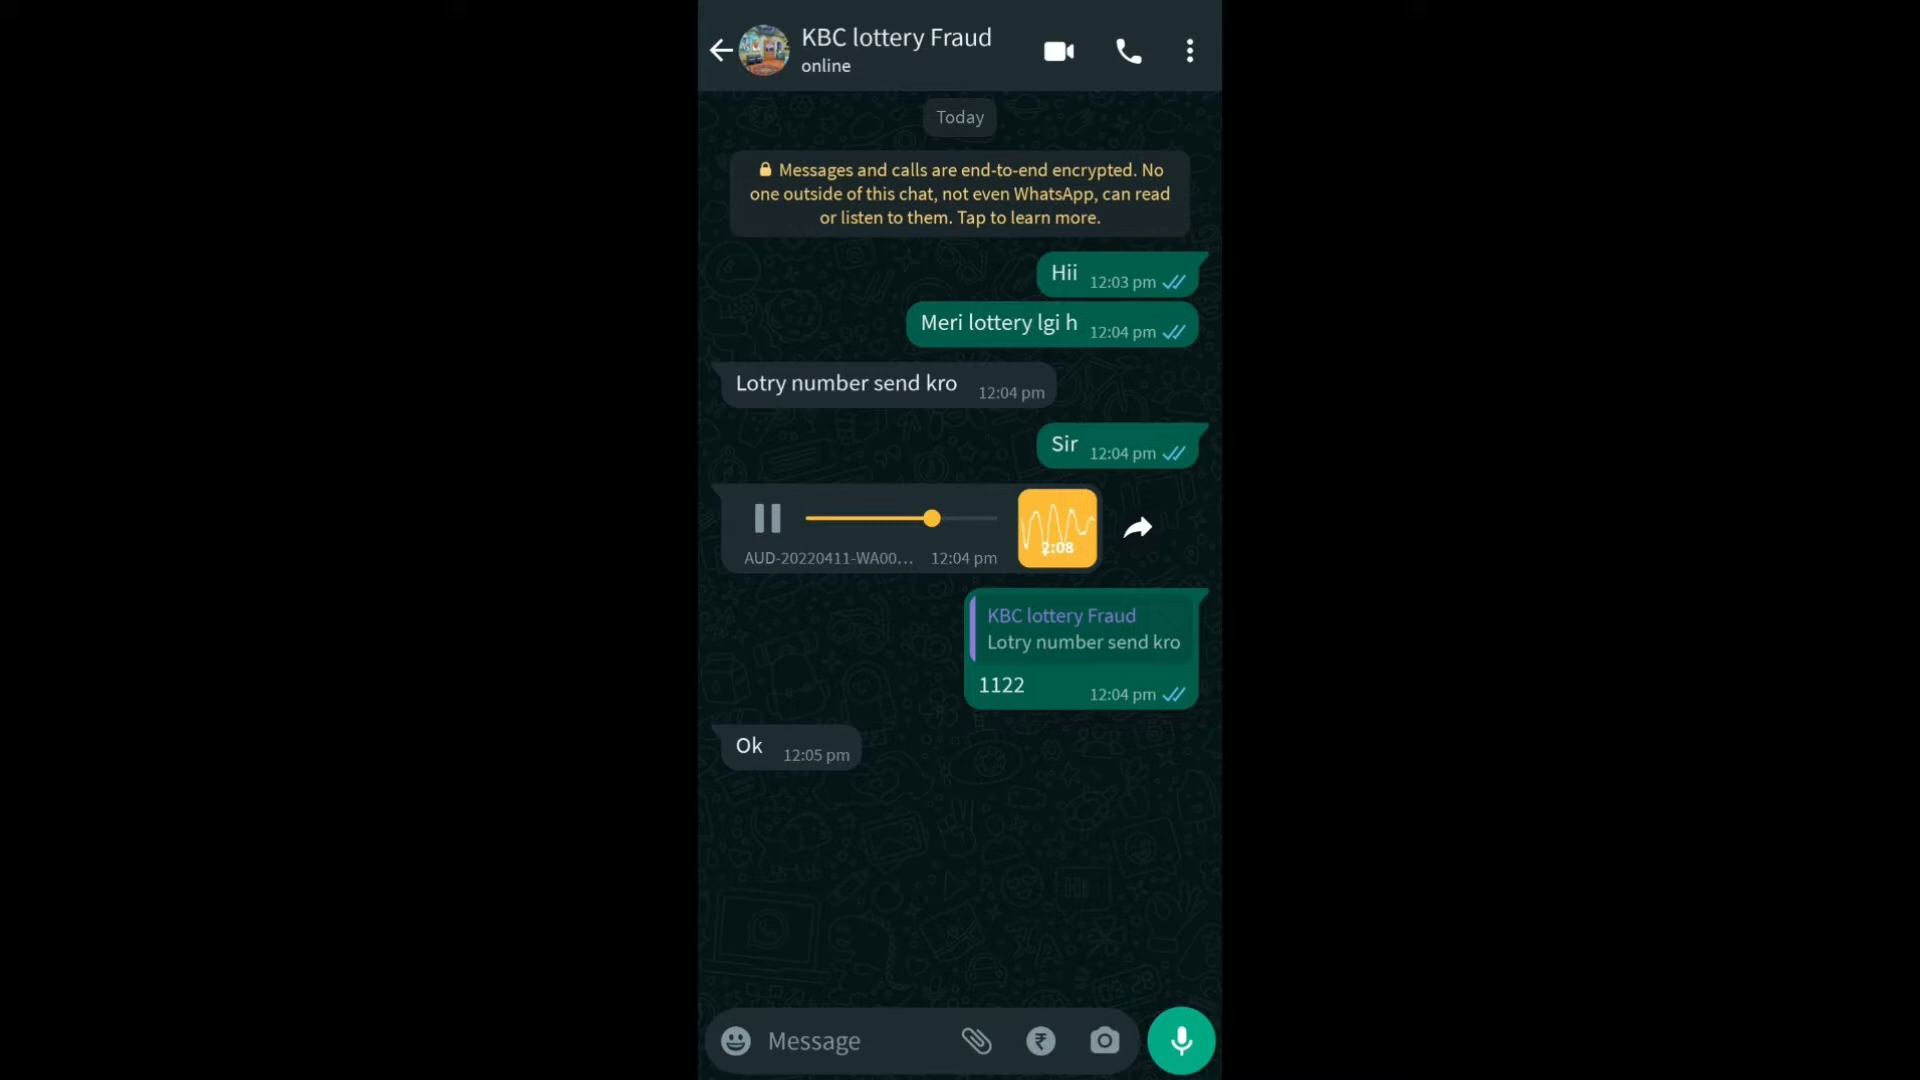 KBC lottery Fraud
online
Today
Messages and calls are end-to-end encrypted. No
one outside of this chat, not even WhatsApp, can read
or listen to them. Tap to learn more.
Hii 12:03 pm
Meri lottery lgi h 12:04 pm
Lotry number send kro 12:04 pm
Sir 12:04 pm
2:08
AUD-20220411-WA00... 12:04 pm
KBC lottery Fraud
Lotry number send kro
1122 12:04 pm
Ok 12:05 pm
Message